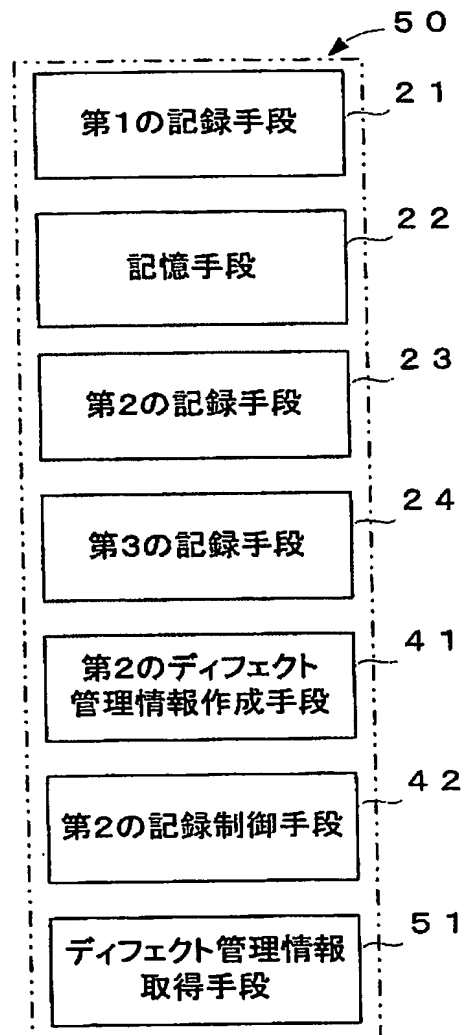 50
第1の記録手段
21
記憶手段
22
第2の記録手段
23
第3の記録手段
24
第2のディフェクト
管理情報作成手段
41
第2の記録制御手段
42
ディフェクト管理情報
取得手段
51